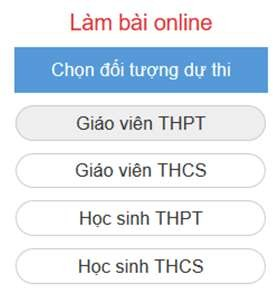 Làm bài online
Chọn đối tượng dự thi
Giáo viên THPT
Giáo viên THCS
Học sinh THPT
Học sinh THCS